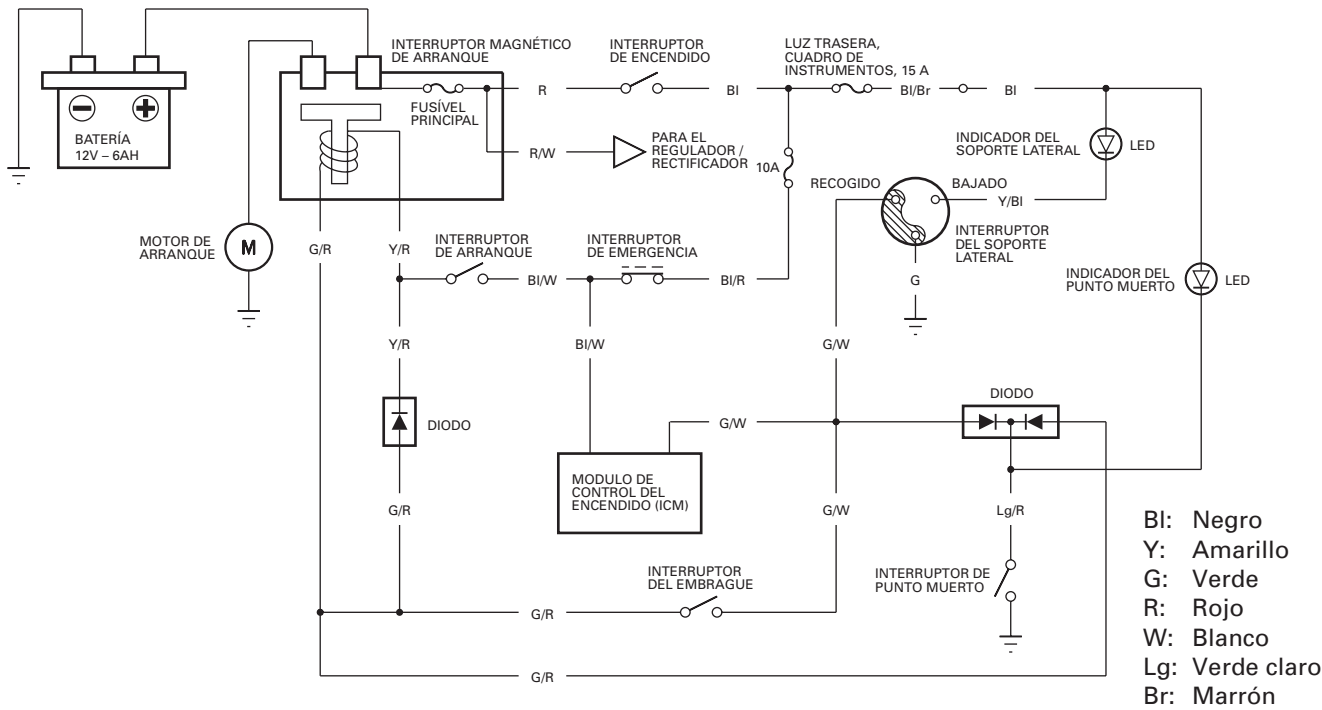 INTERRUPTOR MAGNÉTICO
DE ARRANQUE
INTERRUPTOR
DE ENCENDIDO
LUZ TRASERA,
CUADRO DE
INSTRUMENTOS, 15 A
R
Bl
Bl/Br
Bl
FUSÍVEL
PRINCIPAL
BATERÍA
12V – 6AH
R/W
PARA EL
REGULADOR /
RECTIFICADOR
10A
INDICADOR DEL
SOPORTE LATERAL
LED
RECOGIDO
BAJADO
Y/Bl
MOTOR DE
ARRANQUE
M
G/R
Y/R
INTERRUPTOR
DE ARRANQUE
INTERRUPTOR
DE EMERGENCIA
Bl/W
Bl/R
INTERRUPTOR
DEL SOPORTE
LATERAL
G
INDICADOR DEL
PUNTO MUERTO
LED
Y/R
Bl/W
G/W
DIODO
DIODO
G/W
MODULO DE
CONTROL DEL
ENCENDIDO (ICM)
G/R
G/W
Lg/R
INTERRUPTOR
DEL EMBRAGUE
INTERRUPTOR DE
PUNTO MUERTO
G/R
G/R
Bl: Negro
Y: Amarillo
G: Verde
R: Rojo
W: Blanco
Lg: Verde claro
Br: Marrón